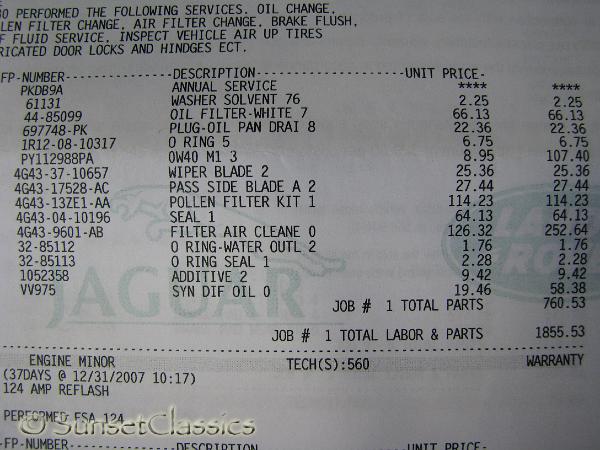 30 PERFORMED THE FOLLOWING SERVICES. OIL CHANGE,
LEN FILTER CHANGE, AIR FILTER CHANGE, BRAKE FLUSH,
F FLUID SERVICE, INSPECT VEHICLE AIR UP TIRES
RICATED DOOR LOCKS AND HINDGES ECT.
FP-NUMBER---------------DESCRIPTION--------------------UNIT PRICE-
PKDB9A ANNUAL SERVICE **** ****
61131 WASHER SOLVENT 76 2.25 2.25
44-85099 OIL FILTER-WHITE 7 66.13 66.13
697748-PK PLUG-OIL PAN DRAI 8 22.36 22.36
1R12-08-10317 O RING 5 6.75 6.75
PY112988PA 0W40 M1 3 8.95 107.40
4G43-37-10657 WIPER BLADE 2 25.36 25.36
4G43-17528-AC PASS SIDE BLADE A 2 27.44 27.44
4G43-13ZE1-AA POLLEN FILTER KIT 1 114.23 114.23
4G43-04-10196 SEAL 1 64.13 64.13
4G43-9601-AB FILTER AIR CLEANE 0 126.32 252.64
32-85112 O RING-WATER OUTL 2 1.76 1.76
32-85113 O RING SEAL 1 2.28 2.28
1052358 ADDITIVE 2 9.42 9.42
VV975 SYN DIF OIL 0 19.46 58.38
JOB # 1 TOTAL PARTS 760.53
JOB # 1 TOTAL LABOR & PARTS 1855.53
ENGINE MINOR TECH(S):560 WARRANTY
(37DAYS @ 12/31/2007 10:17)
124 AMP REFLASH
PERFORMED FSA 124
-FP-NUMBER---------------DESCRIPTION--------------------UNIT PRICE-
JAGUAR
LAND ROVER
© SunsetClassics